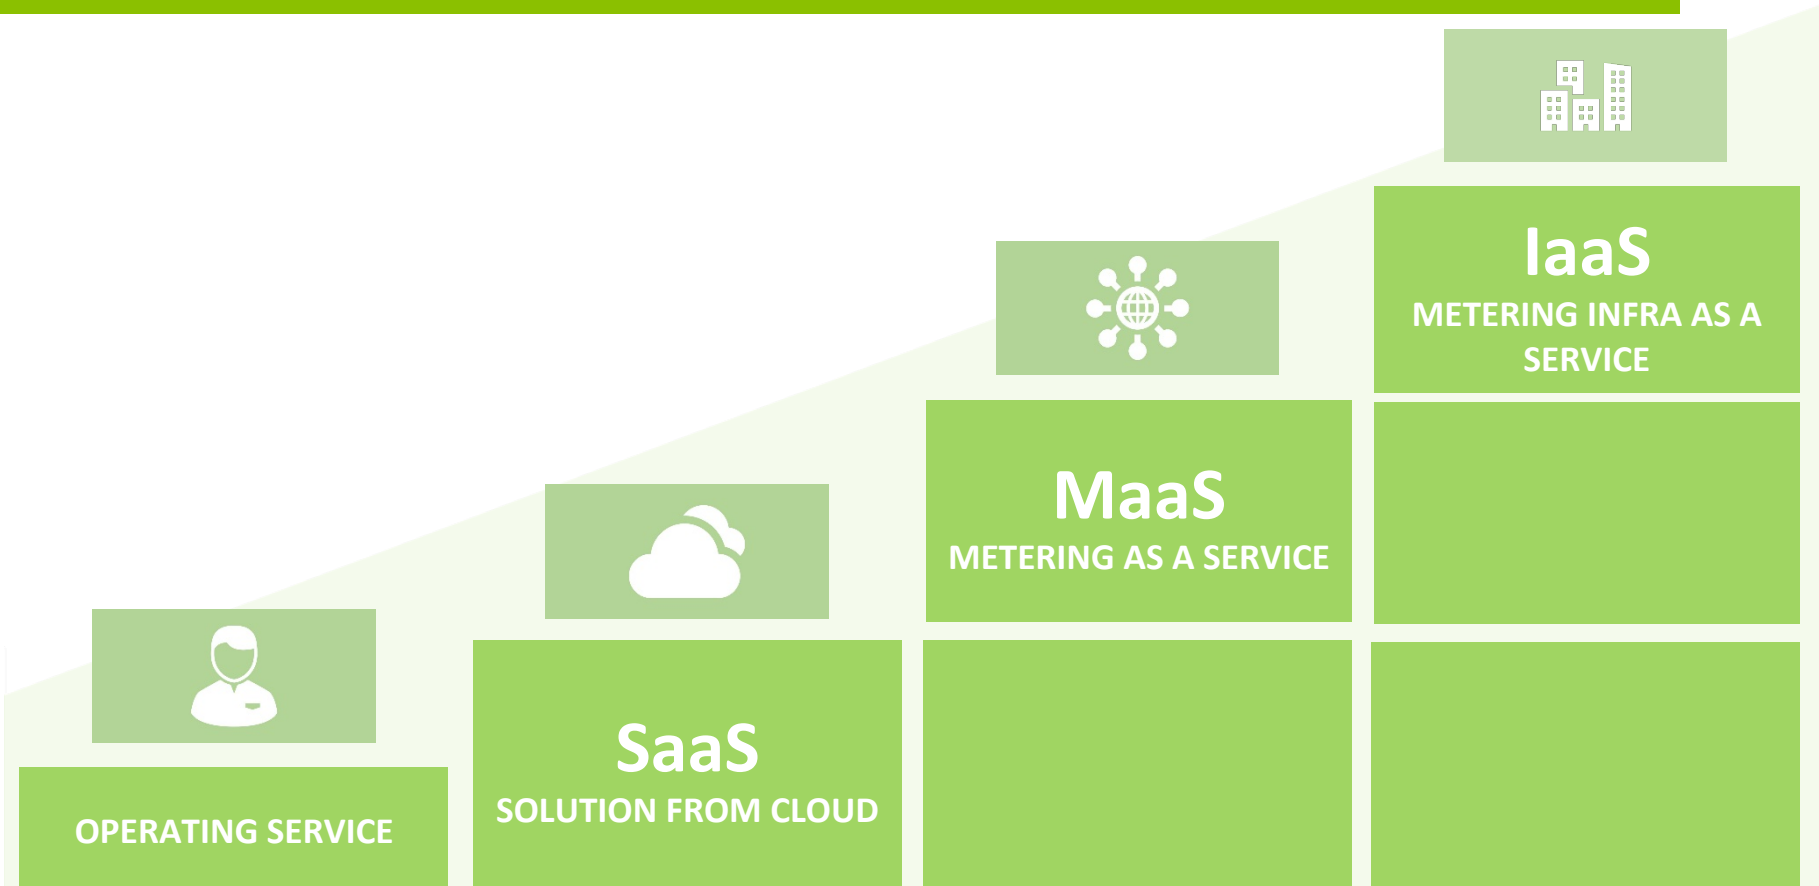 OPERATING SERVICE
SaaS
SOLUTION FROM CLOUD
MaaS
METERING AS A SERVICE
IaaS
METERING INFRA AS A
SERVICE